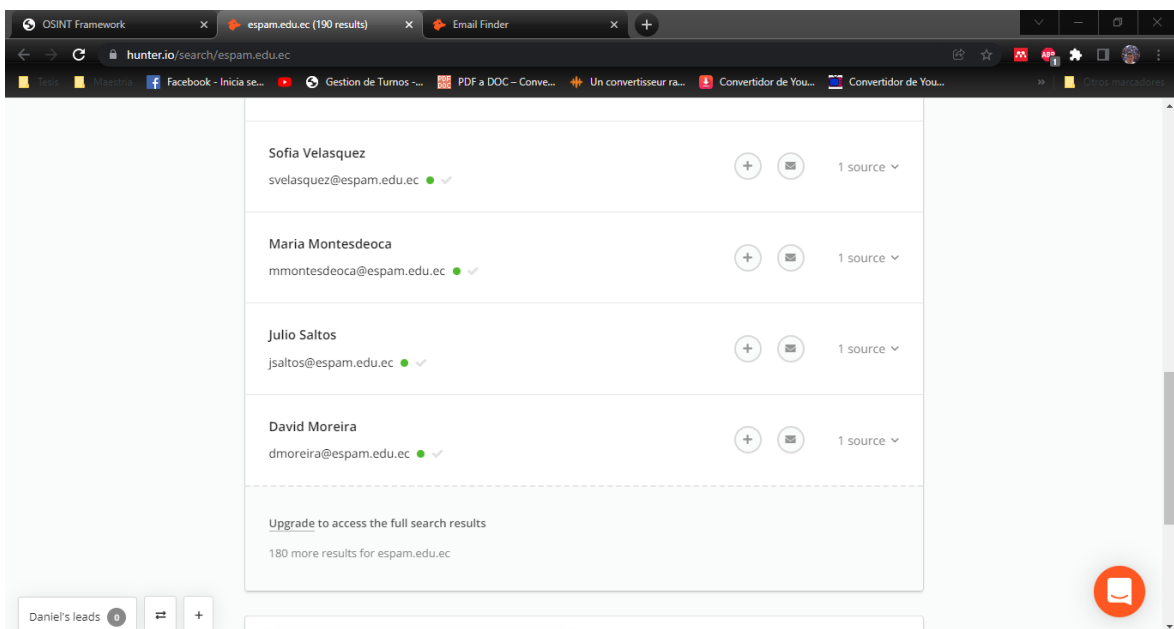 OSINT Framework
espam.edu.ec (190 results)
Email Finder
hunter.io/search/espam.edu.ec
ABP
1
Tesis
Maestria
Facebook - Inicia se...
Gestion de Turnos -...
PDF a DOC – Conve...
Un convertisseur ra...
Convertidor de You...
Convertidor de You...
»
Otros marcadores
Sofia Velasquez
svelasquez@espam.edu.ec
1 source
Maria Montesdeoca
mmontesdeoca@espam.edu.ec
1 source
Julio Saltos
jsaltos@espam.edu.ec
1 source
David Moreira
dmoreira@espam.edu.ec
1 source
Upgrade to access the full search results
180 more results for espam.edu.ec
Daniel's leads 0